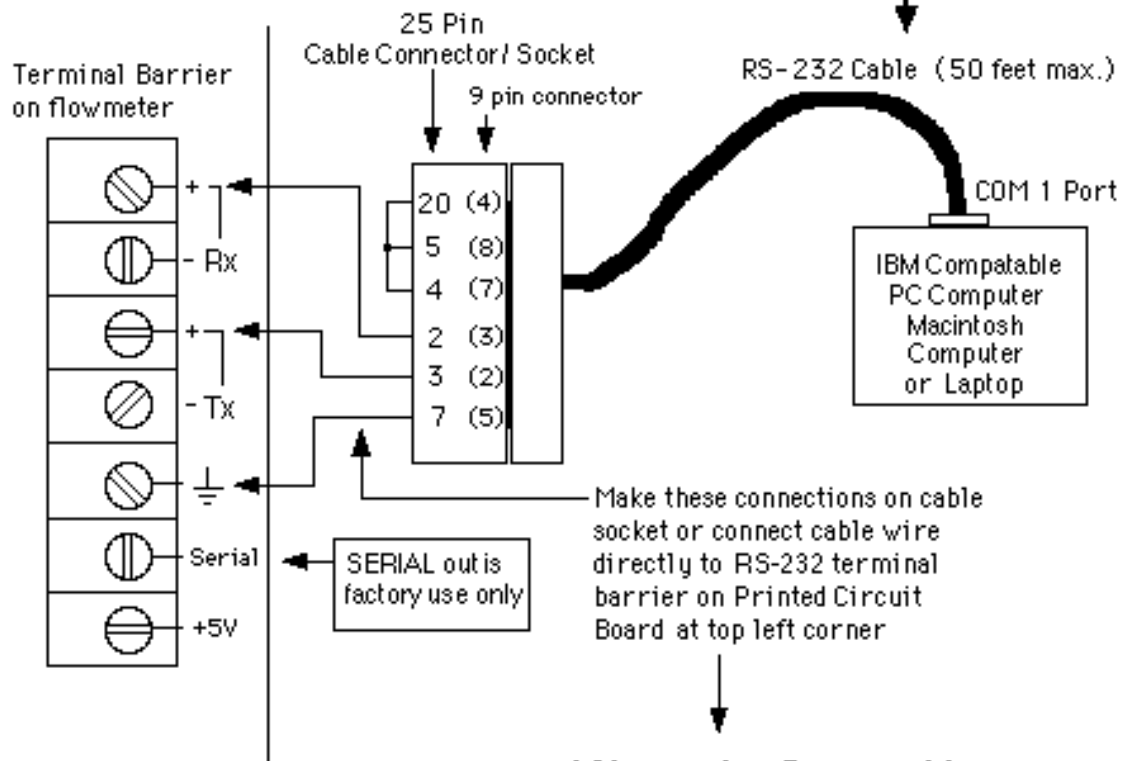 25 Pin
Cable Connector/ Socket
9 pin connector
RS-232 Cable (50 feet max.)
Terminal Barrier
on flowmeter
COM 1 Port
IBM Compatable
PC Computer
Macintosh
Computer
or Laptop
+
- Rx
+
- Tx
Serial
+5V
20 (4)
5 (8)
4 (7)
2 (3)
3 (2)
7 (5)
SERIAL out is
factory use only
Make these connections on cable
socket or connect cable wire
directly to RS-232 terminal
barrier on Printed Circuit
Board at top left corner